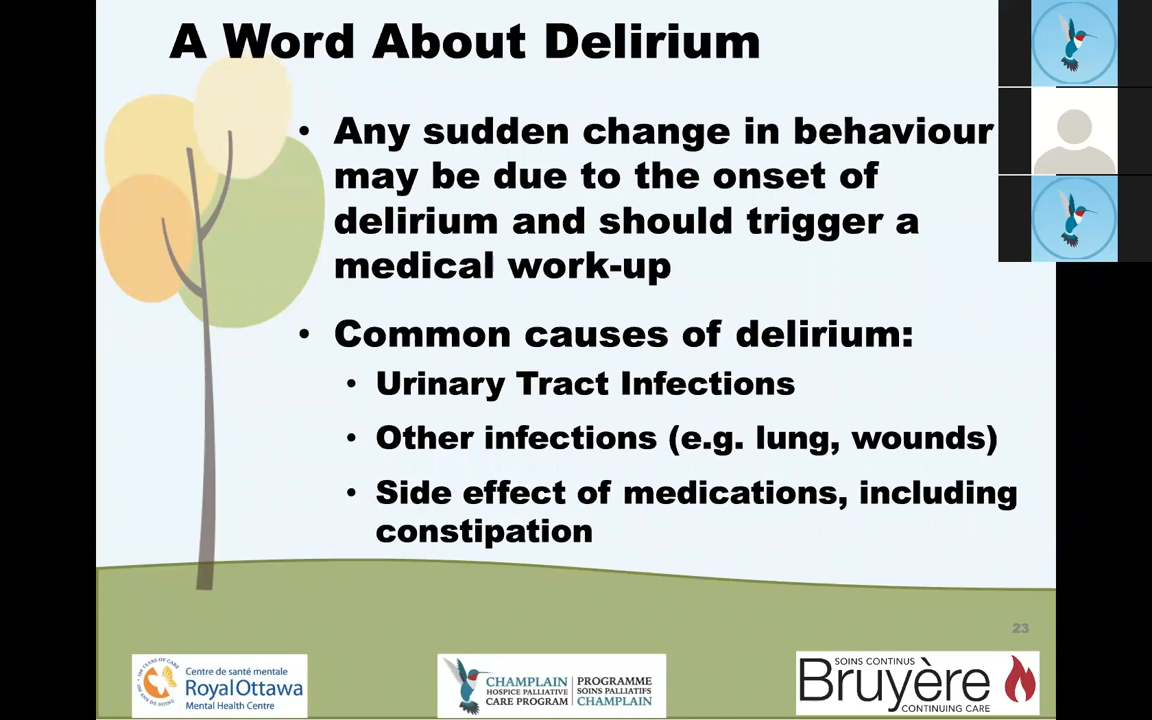 A Word About Delirium
• Any sudden change in behaviour
may be due to the onset of
delirium and should trigger a
medical work-up
• Common causes of delirium:
• Urinary Tract Infections
• Other infections (e.g. lung, wounds)
• Side effect of medications, including
constipation
23
Centre de santé mentale
RoyalOttawa
Mental Health Centre
CHAMPLAIN
HOSPICE PALLIATIVE
CARE PROGRAM
PROGRAMME
SOINS PALLIATIFS
CHAMPLAIN
SOINS CONTINUS
Bruyère
CONTINUING CARE